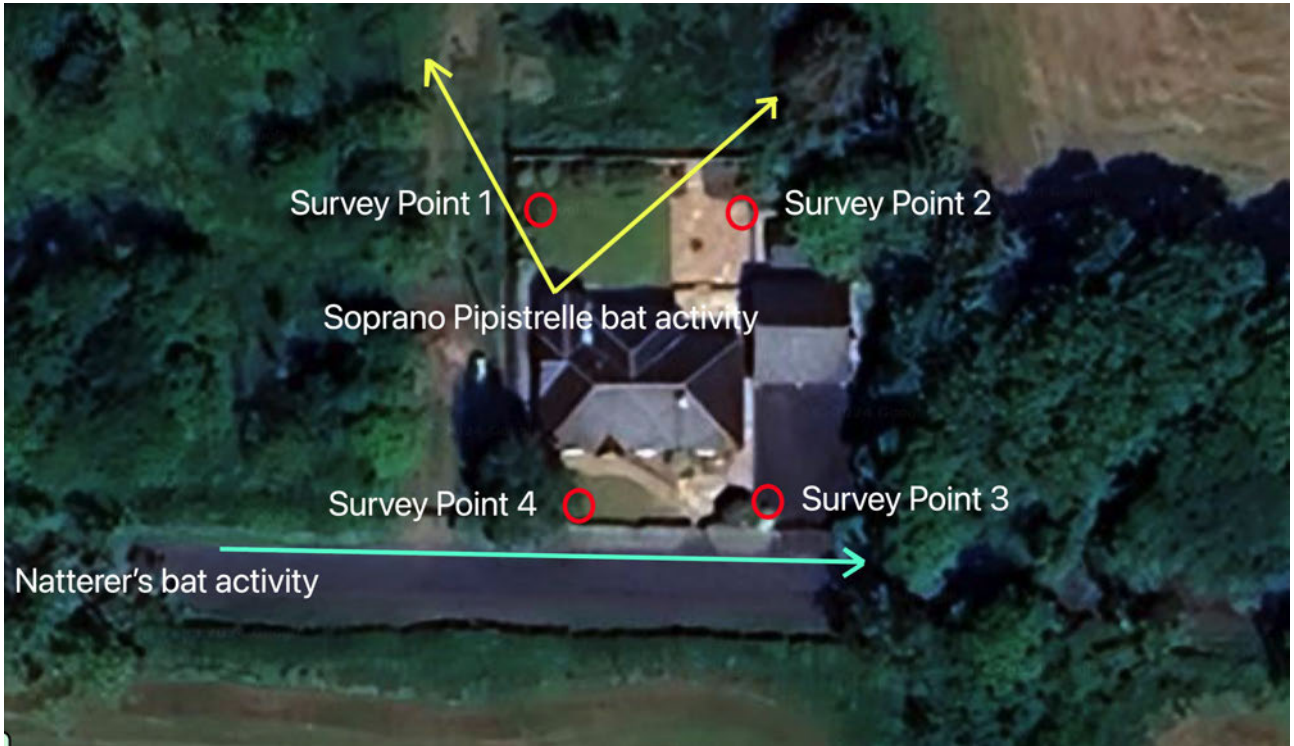 Survey Point 1
Survey Point 2
Soprano Pipistrelle bat activity
Survey Point 4
Survey Point 3
Natterer's bat activity